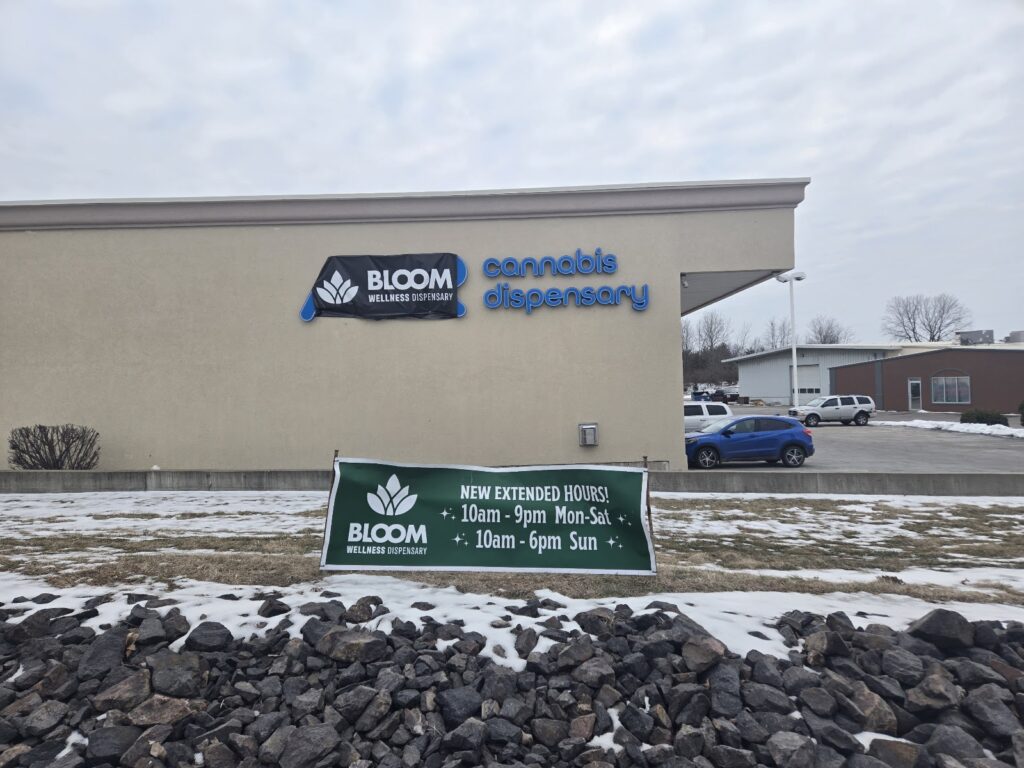 BLOOM
WELLNESS DISPENSARY
cannabis
dispensary
BLOOM
WELLNESS DISPENSARY
NEW EXTENDED HOURS!
10am - 9pm Mon-Sat
10am - 6pm Sun